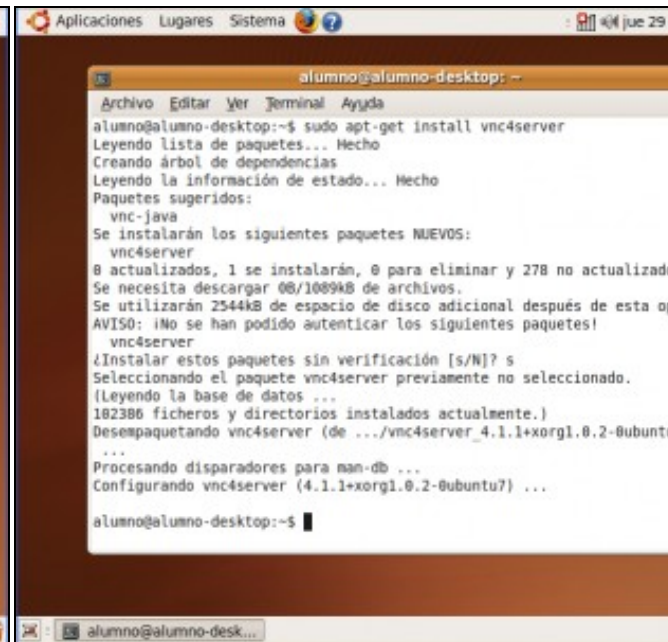 Aplicaciones Lugares Sistema jue 29
alumno@alumno-desktop: ~
Archivo Editar Ver Terminal Ayuda
alumno@alumno-desktop:~$ sudo apt-get install vnc4server
Leyendo lista de paquetes... Hecho
Creando árbol de dependencias
Leyendo la información de estado... Hecho
Paquetes sugeridos:
vnc-java
Se instalarán los siguientes paquetes NUEVOS:
vnc4server
0 actualizados, 1 se instalarán, 0 para eliminar y 278 no actualizado
Se necesita descargar 0B/1089kB de archivos.
Se utilizarán 2544kB de espacio de disco adicional después de esta op
AVISO: ¡No se han podido autenticar los siguientes paquetes!
vnc4server
¿Instalar estos paquetes sin verificación [s/N]? s
Seleccionando el paquete vnc4server previamente no seleccionado.
(Leyendo la base de datos ...
102386 ficheros y directorios instalados actualmente.)
Desempaquetando vnc4server (de .../vnc4server_4.1.1+xorg1.0.2-0ubuntu
...
Procesando disparadores para man-db ...
Configurando vnc4server (4.1.1+xorg1.0.2-0ubuntu7) ...
alumno@alumno-desktop:~$
alumno@alumno-desk...